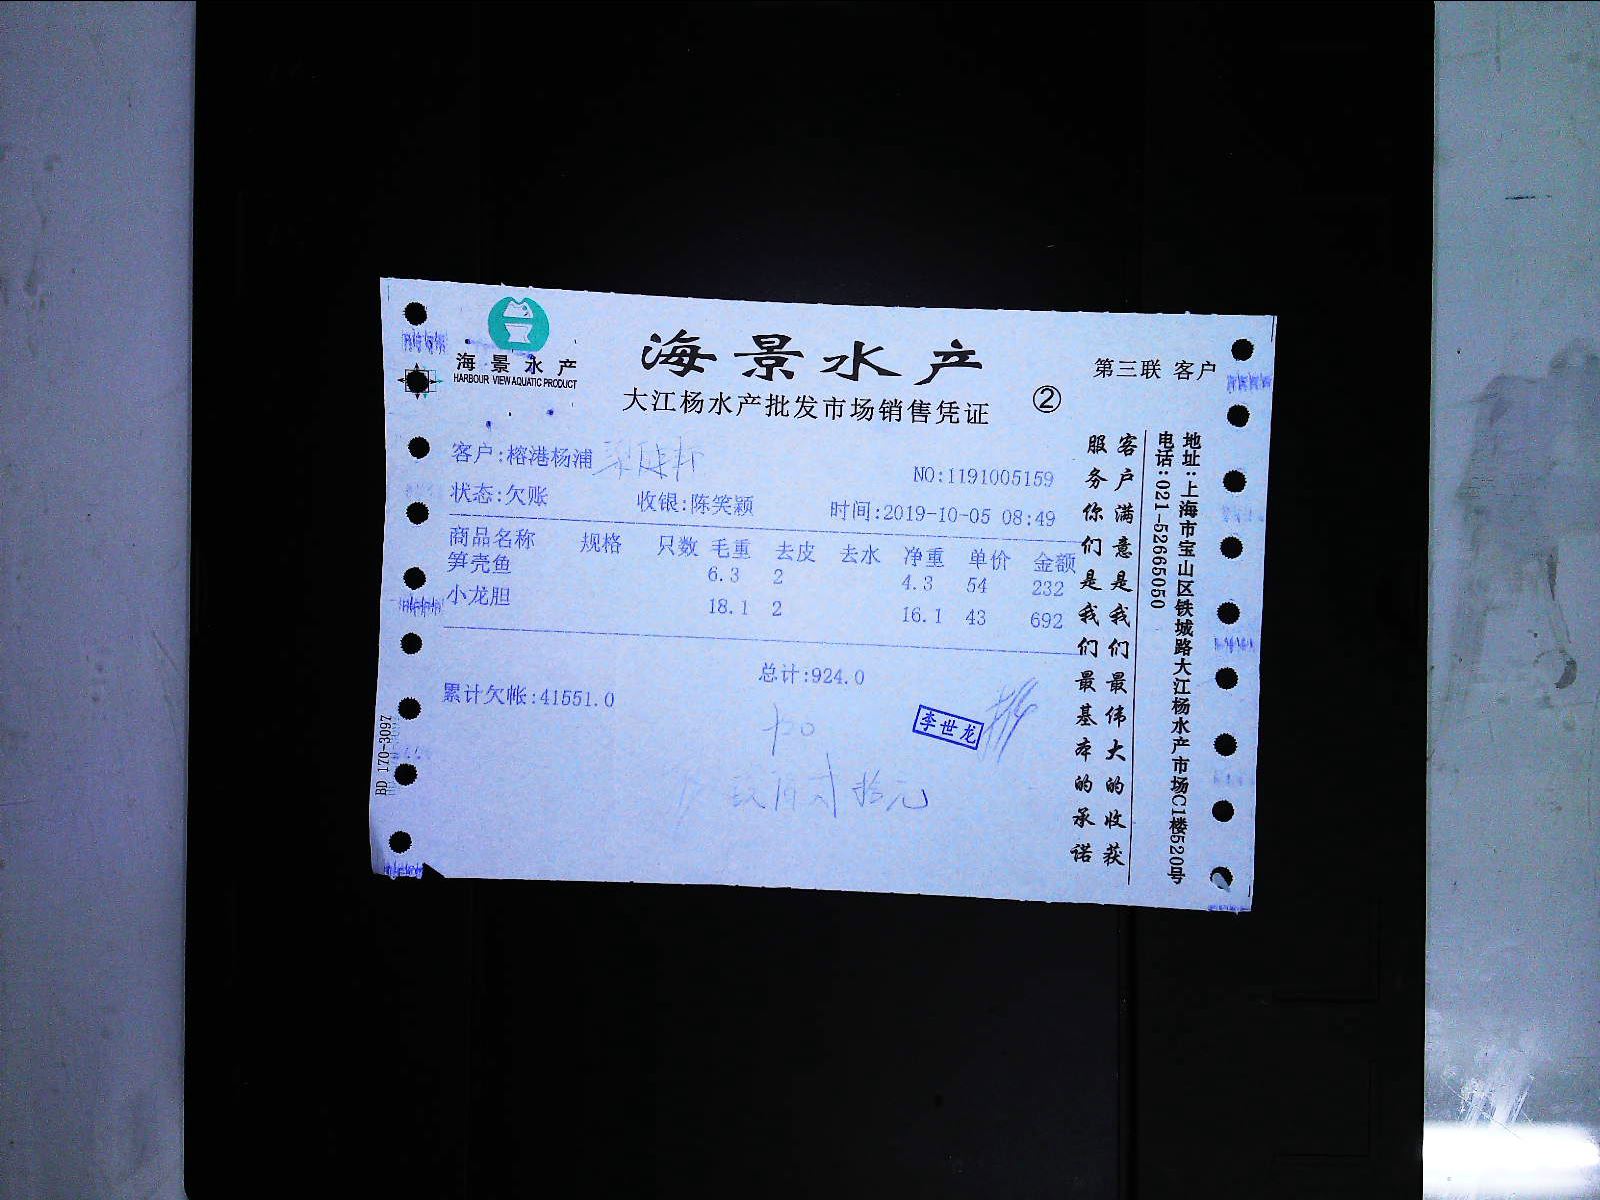 海景水产
HARBOUR VIEW AQUATIC PRODUCT
海景水产
大江杨水产批发市场销售凭证
②
第三联 客户
客户:榕港杨浦
NO:1191005159
状态:欠账 收银:陈笑颖 时间:2019-10-05 08:49
商品名称 规格 只数 毛重 去皮 去水 净重 单价 金额
笋壳鱼 6.3 2 4.3 54 232
小龙胆 18.1 2 16.1 43 692
总计:924.0
累计欠帐:41551.0
李世龙
拾元
客户满意是我们最伟大的收获
服务你们是我们最基本的承诺
地址:上海市宝山区铁城路大江杨水产市场C1楼520号
电话:021-52665050
BD 170-3097